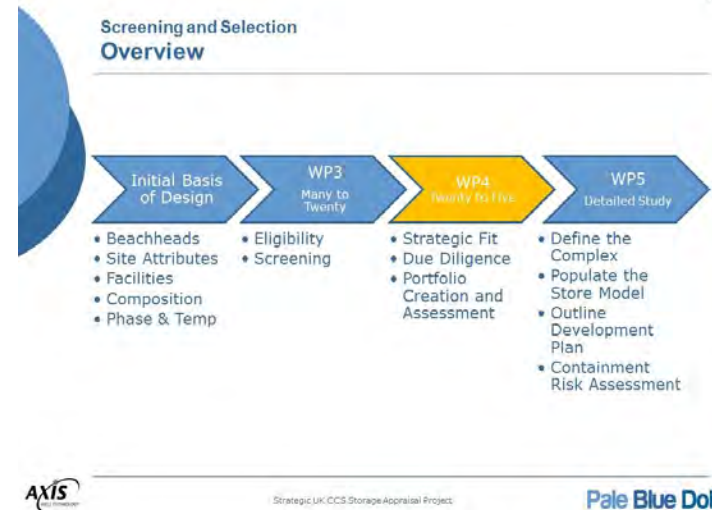 Screening and Selection
Overview
Initial Basis
of Design
• Beachheads
• Site Attributes
• Facilities
• Composition
• Phase & Temp
WP3
Many to
Twenty
• Eligibility
• Screening
WP4
Twenty to Five
• Strategic Fit
• Due Diligence
• Portfolio
Creation and
Assessment
WP5
Detailed Study
• Define the
Complex
• Populate the
Store Model
• Outline
Development
Plan
• Containment
Risk Assessment
AXIS
WELL TECHNOLOGY
Strategic UK CCS Storage Appraisal Project
Pale Blue Dot